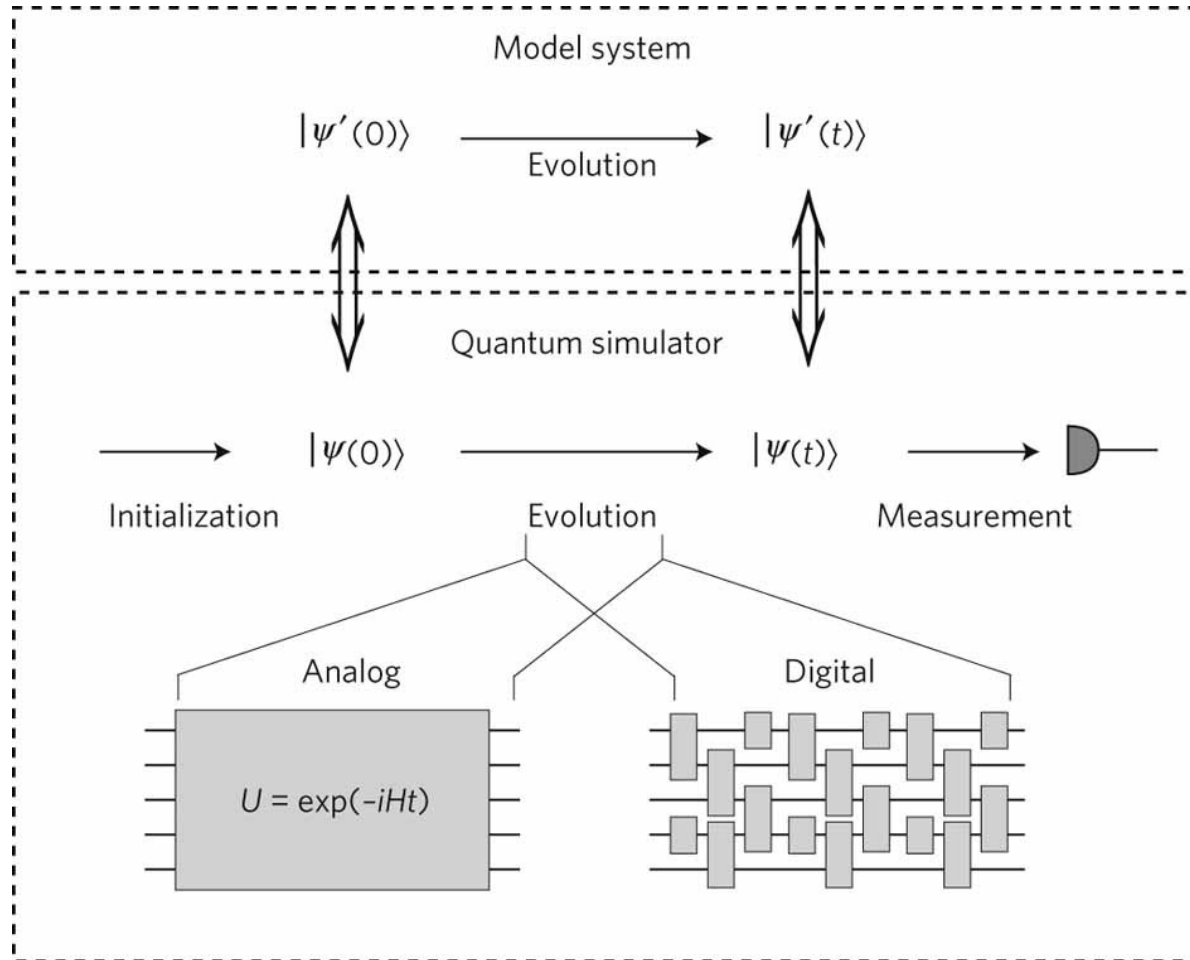 Model system
|ψ′(0)⟩ |ψ′(t)⟩
Evolution
Quantum simulator
|ψ(0)⟩ |ψ(t)⟩
Initialization Evolution Measurement
Analog Digital
U = exp(–iHt)